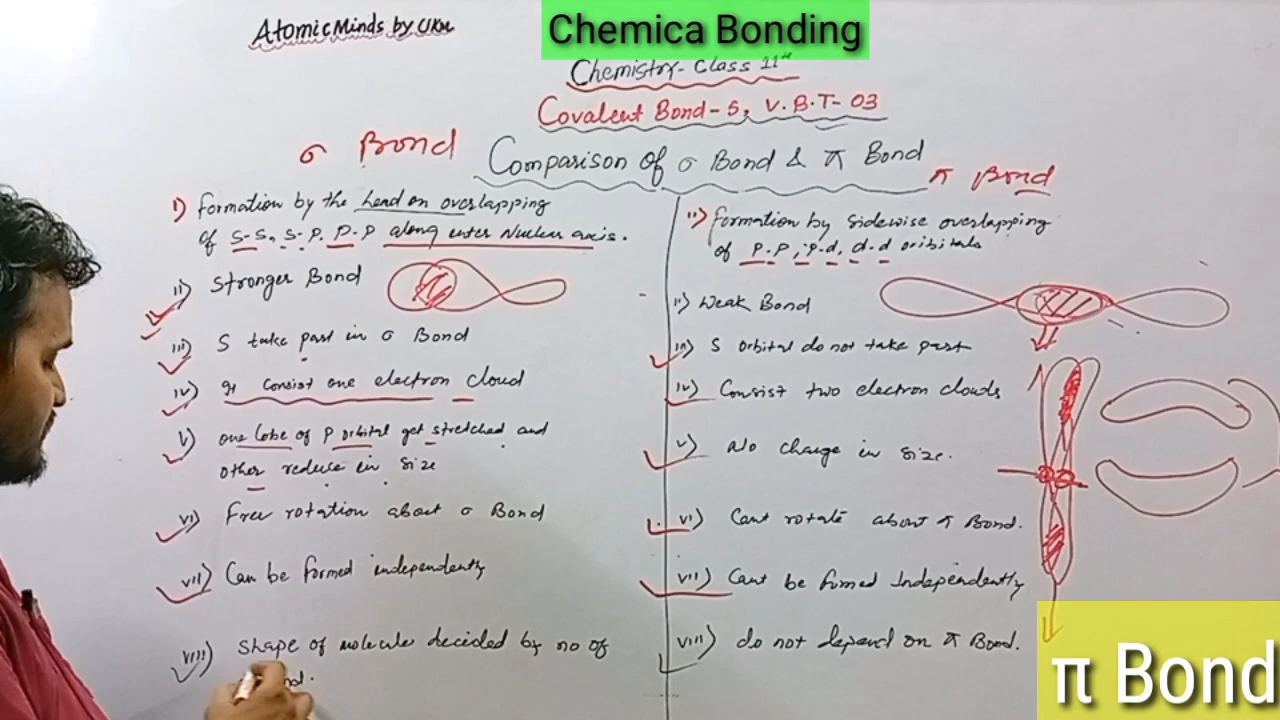 Atomic Minds by UKM
Chemica Bonding
Chemistry - Class 11th
Covalent Bond - 5, V.B.T - 03
σ Bond
Comparison Of σ Bond & π Bond
π Bond
i) formation by the head on overlapping
of s-s, s-p, p-p along inter Nuclear axis.
ii) Stronger Bond
iii) S take part in σ Bond
iv) It consist one electron cloud
v) one lobe of p orbital get stretched and
other reduce in size
vi) Free rotation about σ Bond
vii) Can be formed independently
viii) Shape of molecule decided by no of
nd.
i) formation by sidewise overlapping
of p-p, p-d, d-d orbitals
ii) Weak Bond
iii) S orbital do not take part
iv) Consist two electron clouds
v) No change in size.
vi) Cant rotate about π Bond.
vii) Cant be formed Independently
viii) do not depend on π Bond.
π Bond